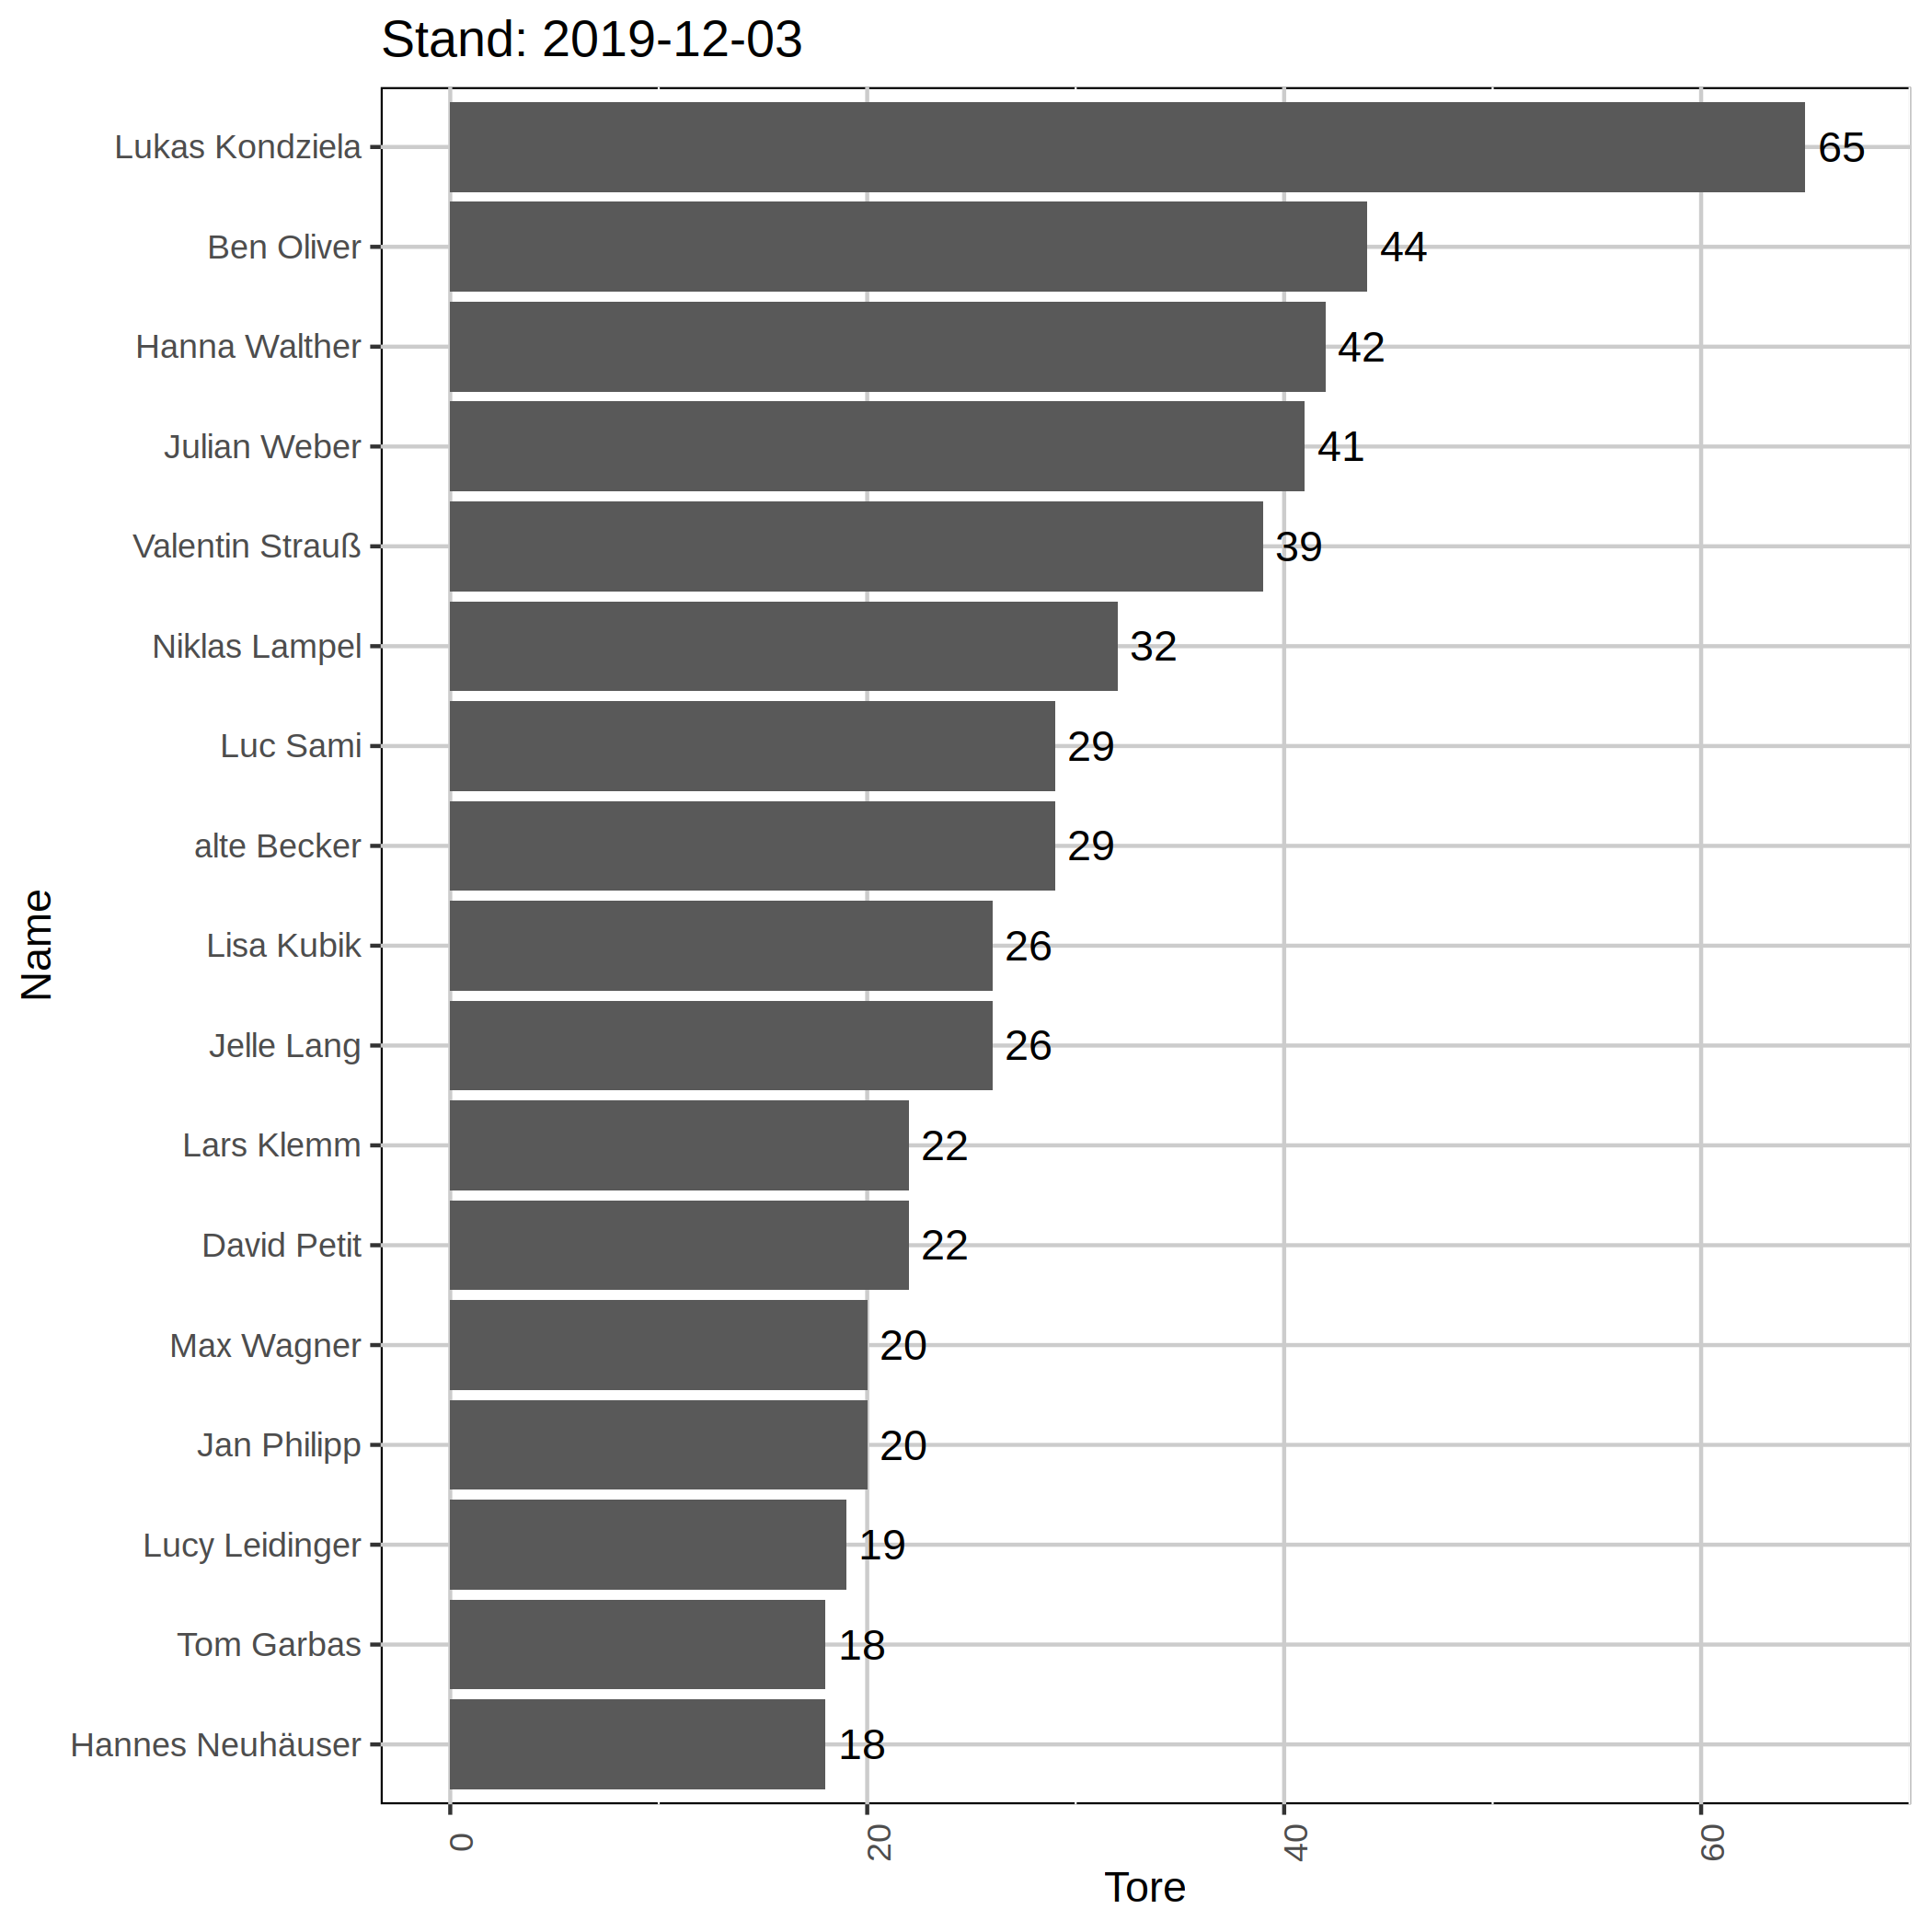 Stand: 2019-12-03
Lukas Kondziela 65
Ben Oliver 44
Hanna Walther 42
Julian Weber 41
Valentin Strauß 39
Niklas Lampel 32
Luc Sami 29
alte Becker 29
Lisa Kubik 26
Jelle Lang 26
Lars Klemm 22
David Petit 22
Max Wagner 20
Jan Philipp 20
Lucy Leidinger 19
Tom Garbas 18
Hannes Neuhäuser 18
Name
0 20 40 60
Tore